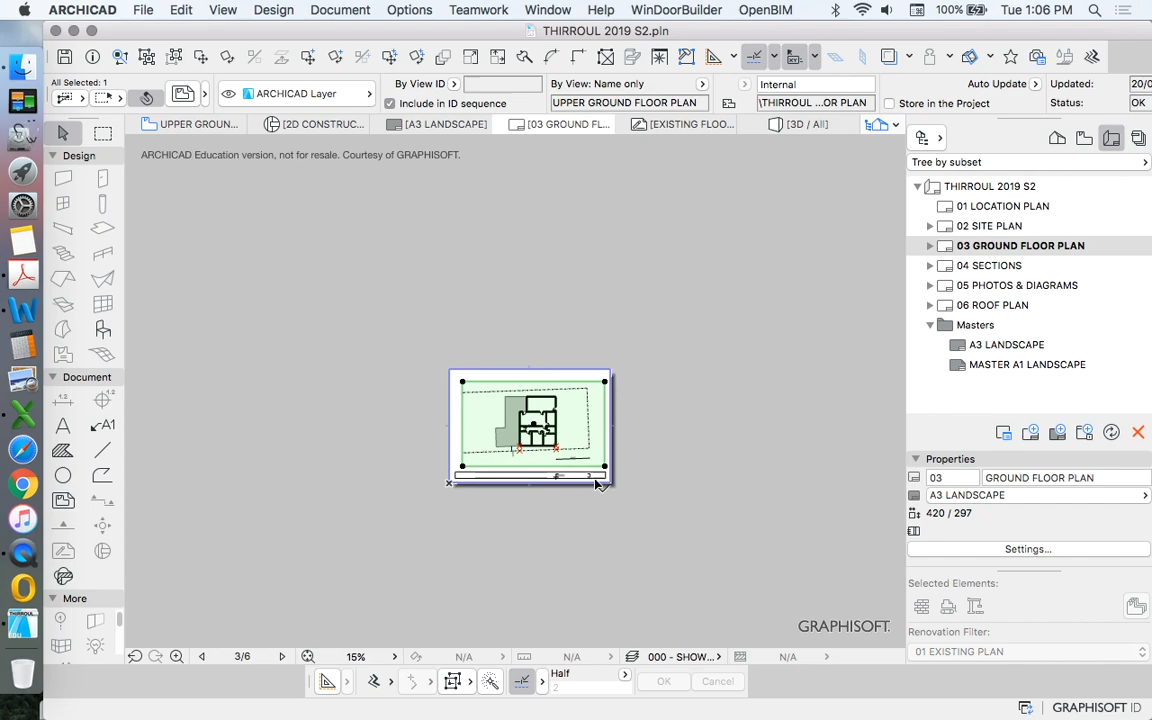 ARCHICAD File Edit View Design Document Options Teamwork Window Help WinDoorBuilder OpenBIM 100% Tue 1:06 PM
THIRROUL 2019 S2.pln
All Selected: 1
ARCHICAD Layer
By View ID
Include in ID sequence
By View: Name only
UPPER GROUND FLOOR PLAN
Internal
\THIRROUL ...OR PLAN
Auto Update
Store in the Project
Updated: 20/0
Status: OK
UPPER GROUN...
[2D CONSTRUC...
[A3 LANDSCAPE]
[03 GROUND FL...
[EXISTING FLOO...
[3D / All]
Design
Document
A1
More
ARCHICAD Education version, not for resale. Courtesy of GRAPHISOFT.
GRAPHISOFT.
Tree by subset
THIRROUL 2019 S2
01 LOCATION PLAN
02 SITE PLAN
03 GROUND FLOOR PLAN
04 SECTIONS
05 PHOTOS & DIAGRAMS
06 ROOF PLAN
Masters
A3 LANDSCAPE
MASTER A1 LANDSCAPE
Properties
03 GROUND FLOOR PLAN
A3 LANDSCAPE
420 / 297
Settings...
Selected Elements:
Renovation Filter:
01 EXISTING PLAN
3/6
15%
N/A
N/A
000 - SHOW...
N/A
Half
2
OK
Cancel
GRAPHISOFT ID